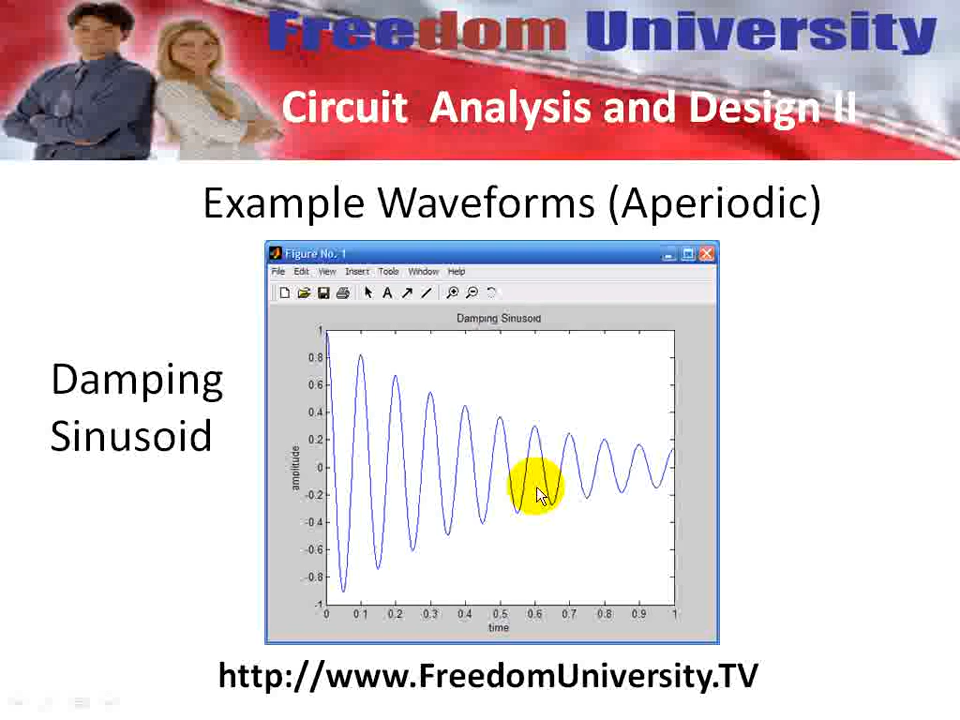 Freedom University
Circuit Analysis and Design II
Example Waveforms (Aperiodic)
Damping
Sinusoid
Figure No. 1
File Edit View Insert Tools Window Help
A
Damping Sinusoid
1
0.8
0.6
0.4
0.2
0
-0.2
-0.4
-0.6
-0.8
-1
amplitude
0 0.1 0.2 0.3 0.4 0.5 0.6 0.7 0.8 0.9 1
time
http://www.FreedomUniversity.TV